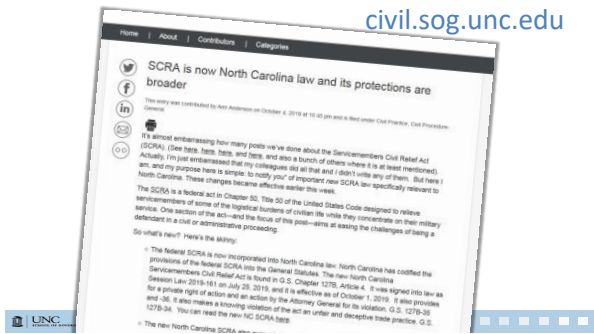 civil.sog.unc.edu
Home | About | Contributors | Categories
SCRA is now North Carolina law and its protections are
broader
This entry was contributed by Ann Anderson on October 4, 2019 at 10:45 pm and is filed under Civil Practice, Civil Procedure-
General
It's almost embarrassing how many posts we've done about the Servicemembers Civil Relief Act
(SCRA). (See here, here, here, and here, and also a bunch of others where it is at least mentioned).
Actually, I'm just embarrassed that my colleagues did all that and I didn't write any of them. But here I
am, and my purpose here is simple: to notify you" of important new SCRA law specifically relevant to
North Carolina. These changes became effective earlier this week.
The SCRA is a federal act in Chapter 50, Title 50 of the United States Code designed to relieve
servicemembers of some of the logistical burdens of civilian life while they concentrate on their military
service. One section of the act—and the focus of this post—aims at easing the challenges of being a
defendant in a civil or administrative proceeding.
So what's new? Here's the skinny:
The federal SCRA is now incorporated into North Carolina law. North Carolina has codified the
provisions of the federal SCRA into the General Statutes. The new North Carolina
Servicemembers Civil Relief Act is found in G.S. Chapter 127B, Article 4. It was signed into law as
Session Law 2019-161 on July 25, 2019, and it is effective as of October 1, 2019. It also provides
for a private right of action and an action by the Attorney General for its violation. G.S. 127B-35
and -36. It also makes a knowing violation of the act an unfair and deceptive trade practice. G.S.
127B-34. You can read the new NC SCRA here.
The new North Carolina SCRA also
UNC
SCHOOL OF